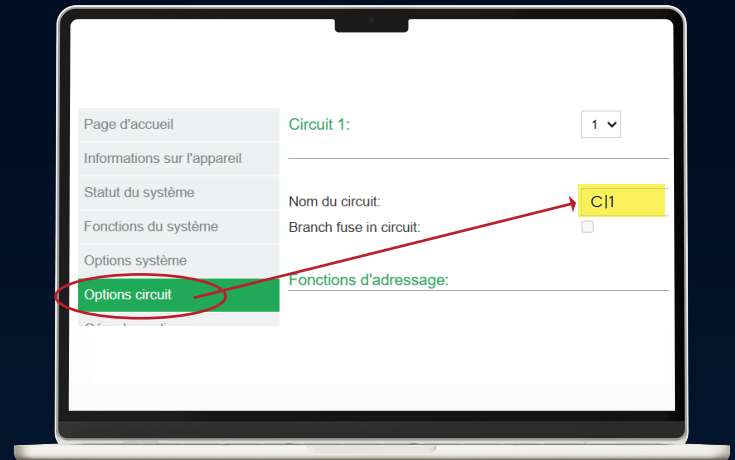 Page d'accueil
Informations sur l'appareil
Statut du système
Fonctions du système
Options système
Options circuit
Circuit 1:
1
Nom du circuit:
C|1
Branch fuse in circuit:
Fonctions d'adressage: